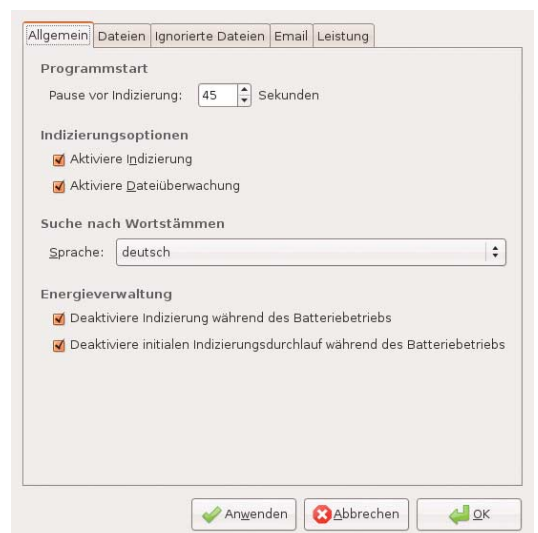 Allgemein Dateien Ignorierte Dateien Email Leistung
Programmstart
Pause vor Indizierung: 45 Sekunden
Indizierungsoptionen
Aktiviere Indizierung
Aktiviere Dateiüberwachung
Suche nach Wortstämmen
Sprache: deutsch
Energieverwaltung
Deaktiviere Indizierung während des Batteriebetriebs
Deaktiviere initialen Indizierungsdurchlauf während des Batteriebetriebs
Anwenden Abbrechen OK